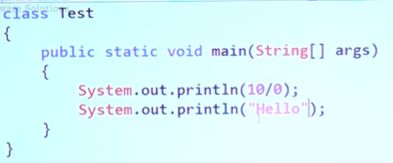 class Test
{
public static void main(String[] args)
{
System.out.println(10/0);
System.out.println("Hello");
}
}